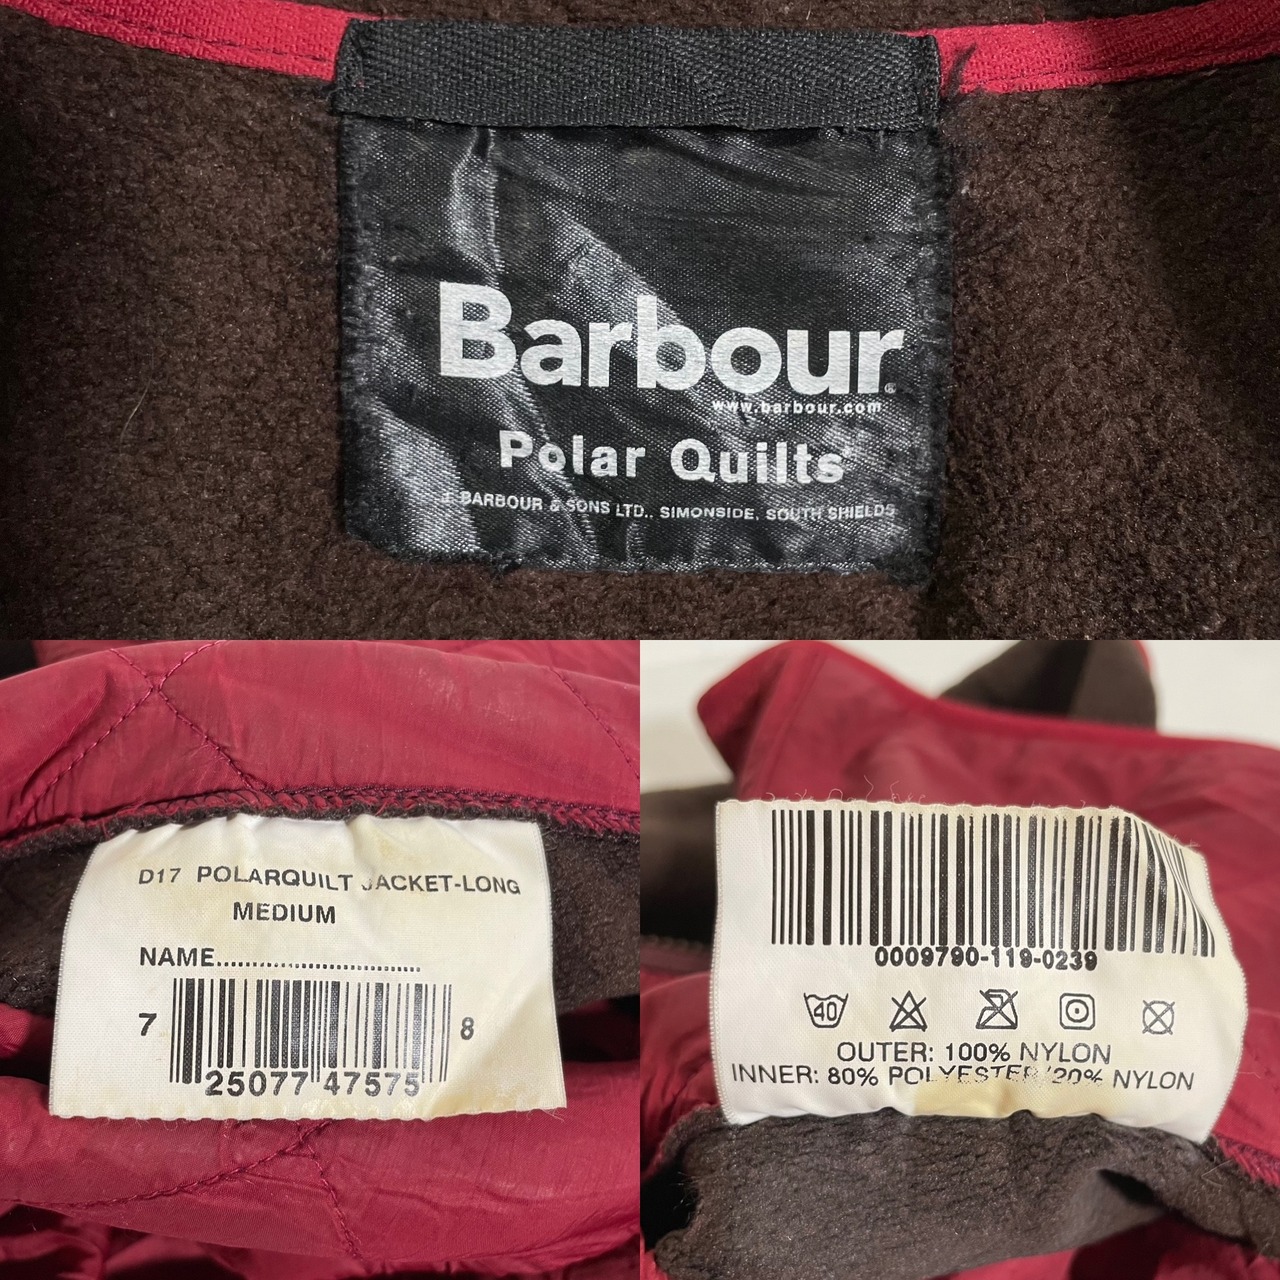 Barbour®
www.barbour.com
Polar Quilts
J. BARBOUR & SONS LTD., SIMONSIDE, SOUTH SHIELDS
D17 POLARQUILT JACKET-LONG
MEDIUM
NAME................................
7 25077 47575 8
0009790-119-0239
40
OUTER: 100% NYLON
INNER: 80% POLYESTER/20% NYLON